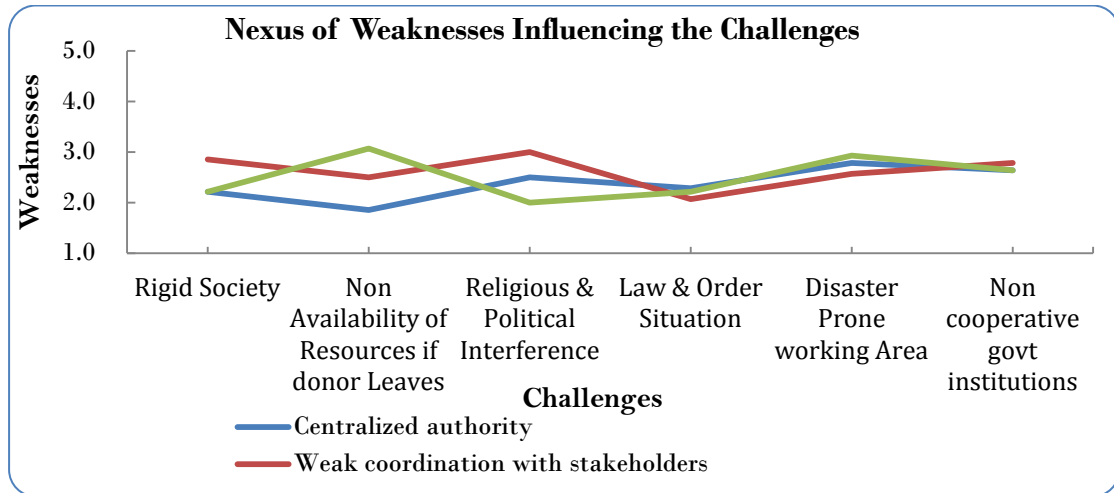 Nexus of Weaknesses Influencing the Challenges
5.0
4.0
3.0
2.0
1.0
Weaknesses
Rigid Society
Non
Availability of
Resources if
donor Leaves
Religious &
Political
Interference
Law & Order
Situation
Disaster
Prone
working Area
Non
cooperative
govt
institutions
Challenges
Centralized authority
Weak coordination with stakeholders